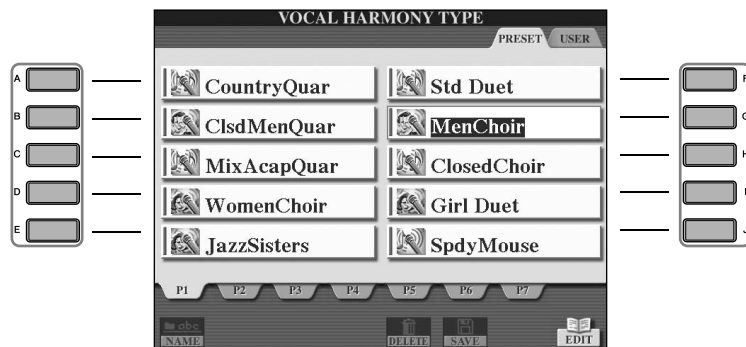 VOCAL HARMONY TYPE
PRESET USER
A CountryQuar Std Duet F
B ClsdMenQuar MenChoir G
C MixAcapQuar ClosedChoir H
D WomenChoir Girl Duet I
E JazzSisters SpdyMouse J
P1 P2 P3 P4 P5 P6 P7
abc
NAME DELETE SAVE EDIT